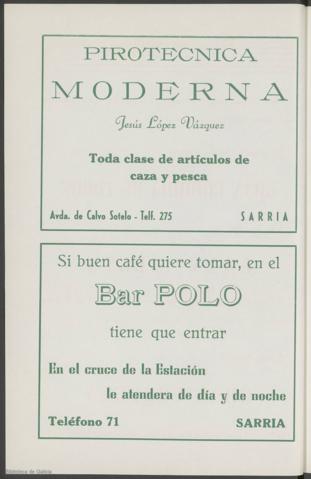 PIROTECNICA
MODERNA
Jesús López Vázquez
Toda clase de artículos de
caza y pesca
Avda. de Calvo Sotelo - Telf. 275 SARRIA
Si buen café quiere tomar, en el
Bar POLO
tiene que entrar
En el cruce de la Estación
le atendera de día y de noche
Teléfono 71 SARRIA
Biblioteca de Galicia